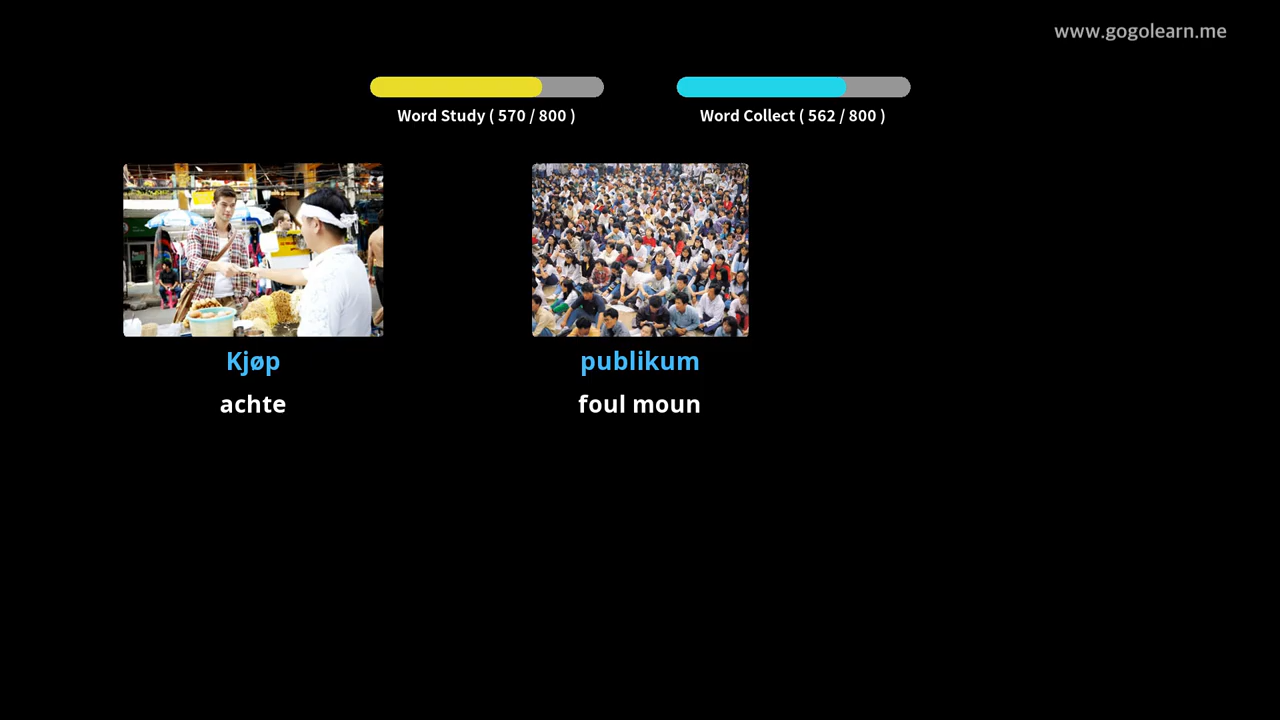 www.gogolearn.me
Word Study ( 570 / 800 )
Word Collect ( 562 / 800 )
Kjøp
publikum
achte
foul moun